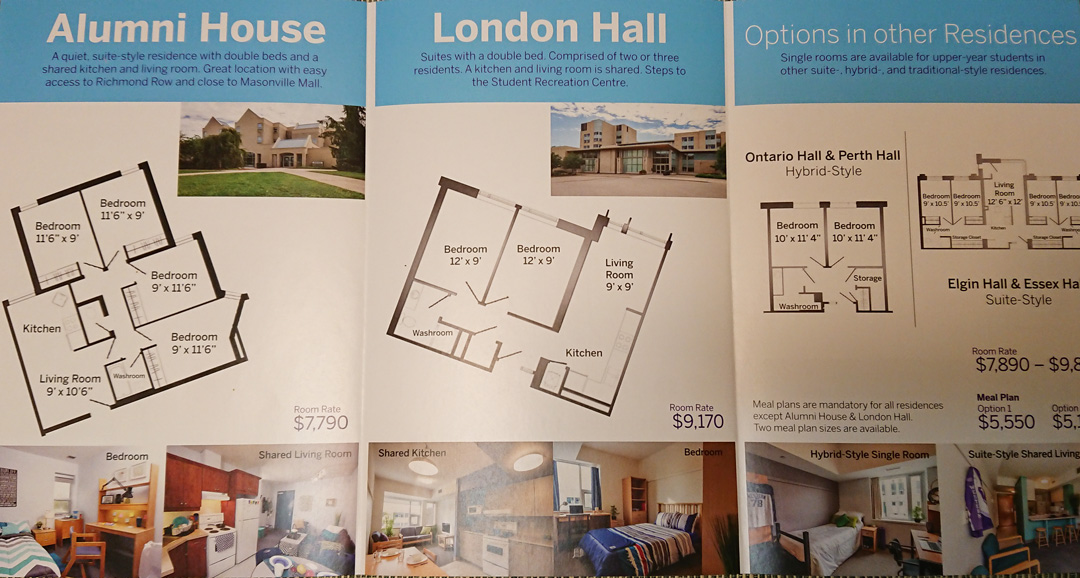 Alumni House
A quiet, suite-style residence with double beds and a
shared kitchen and living room. Great location with easy
access to Richmond Row and close to Masonville Mall.
Bedroom
11'6" x 9'
Bedroom
11'6" x 9'
Bedroom
9' x 11'6"
Bedroom
9' x 11'6"
Kitchen
Living Room
9' x 10'6"
Washroom
Room Rate
$7,790
Bedroom
Shared Living Room
London Hall
Suites with a double bed. Comprised of two or three
residents. A kitchen and living room is shared. Steps to
the Student Recreation Centre.
Bedroom
12' x 9'
Bedroom
12' x 9'
Living
Room
9' x 9'
Washroom
Kitchen
Room Rate
$9,170
Shared Kitchen
Bedroom
Options in other Residences
Single rooms are available for upper-year students in
other suite-, hybrid-, and traditional-style residences.
Ontario Hall & Perth Hall
Hybrid-Style
Bedroom
10' x 11' 4"
Bedroom
10' x 11' 4"
Storage
Washroom
Bedroom
9' x 10.5'
Bedroom
9' x 10.5'
Living
Room
12' 6" x 12'
Bedroom
9' x 10.5'
Bedroom
Washroom
Storage Closet
Kitchen
Storage Closet
Elgin Hall & Essex Ha
Suite-Style
Room Rate
$7,890 – $9,8
Meal plans are mandatory for all residences
except Alumni House & London Hall.
Two meal plan sizes are available.
Meal Plan
Option 1
$5,550
Option
$5,1
Hybrid-Style Single Room
Suite-Style Shared Living